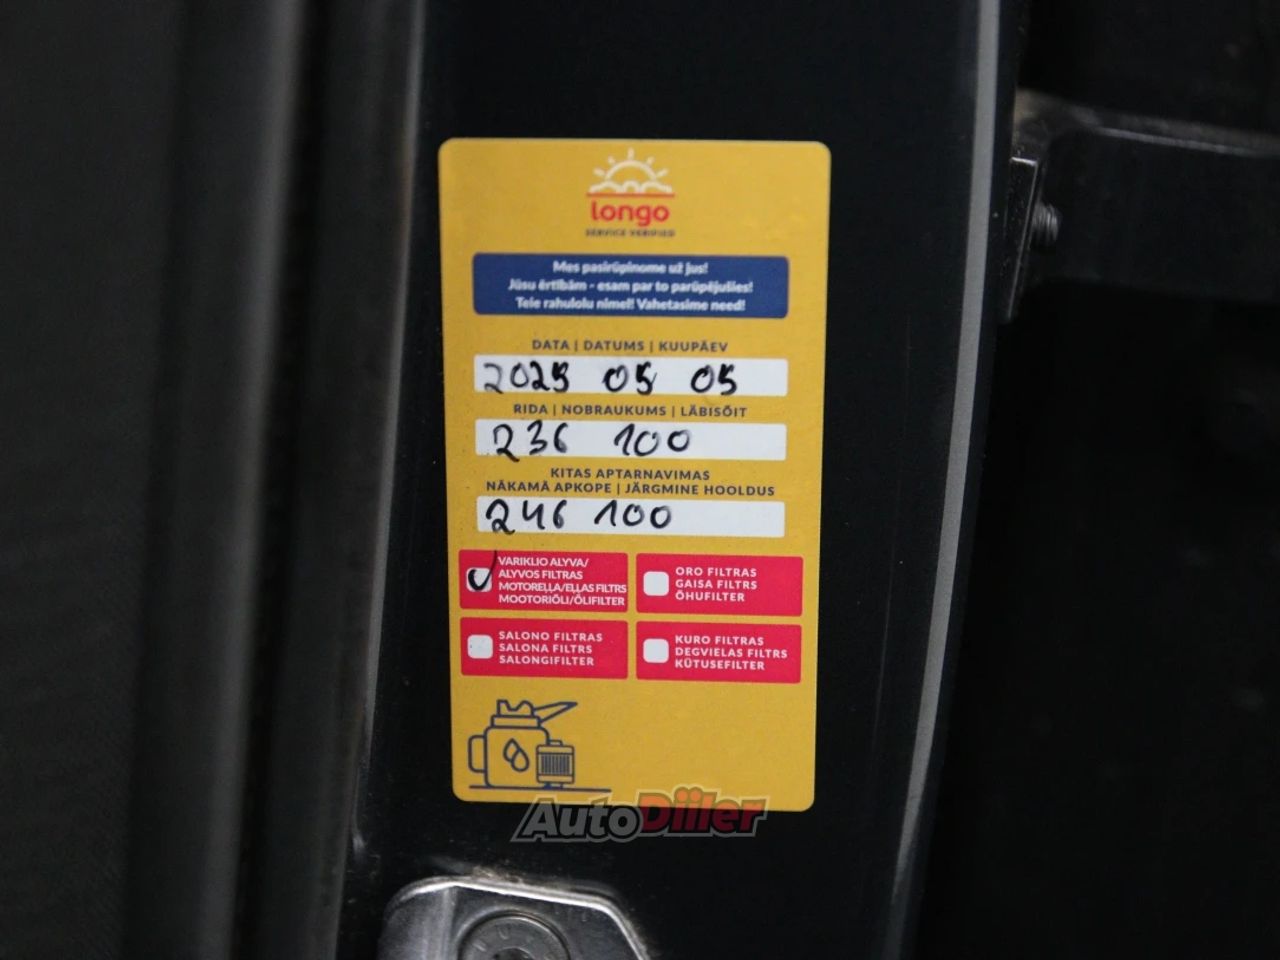 longo
SERVICE VERIFIED
Mes pasirūpinome už jus!
Jūsu ērtībām - esam par to parūpējušies!
Teie rahulolu nimel! Vahetasime need!
DATA | DATUMS | KUUPÄEV
2025 05 05
RIDA | NOBRAUKUMS | LÄBISÕIT
236 100
KITAS APTARNAVIMAS
NĀKAMĀ APKOPE | JÄRGMINE HOOLDUS
246 100
VARIKLIO ALYVA/
ALYVOS FILTRAS
MOTOREĻĻA/EĻĻAS FILTRS
MOOTORIÕLI/ÕLIFILTER
ORO FILTRAS
GAISA FILTRS
ÕHUFILTER
SALONO FILTRAS
SALONA FILTRS
SALONGIFILTER
KURO FILTRAS
DEGVIELAS FILTRS
KÜTUSEFILTER
AutoDiiler